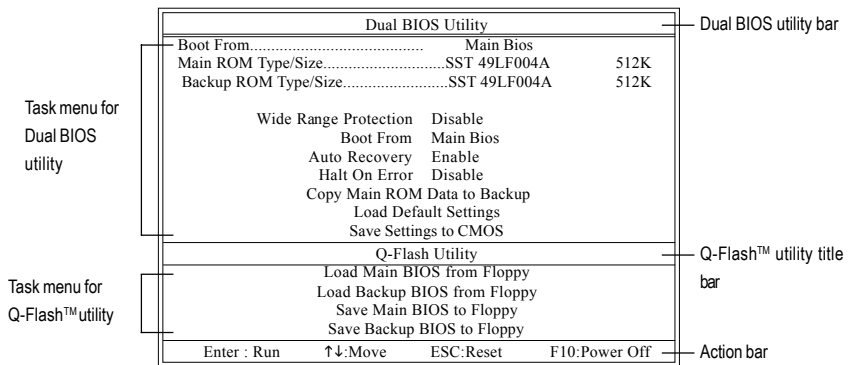 Dual BIOS Utility
Dual BIOS utility bar
Boot From......................................... Main Bios
Main ROM Type/Size.............................SST 49LF004A 512K
Backup ROM Type/Size.........................SST 49LF004A 512K
Task menu for
Dual BIOS
utility
Wide Range Protection Disable
Boot From Main Bios
Auto Recovery Enable
Halt On Error Disable
Copy Main ROM Data to Backup
Load Default Settings
Save Settings to CMOS
Q-Flash Utility
Q-Flash™ utility title
bar
Task menu for
Q-Flash™utility
Load Main BIOS from Floppy
Load Backup BIOS from Floppy
Save Main BIOS to Floppy
Save Backup BIOS to Floppy
Enter : Run ↑↓:Move ESC:Reset F10:Power Off
Action bar